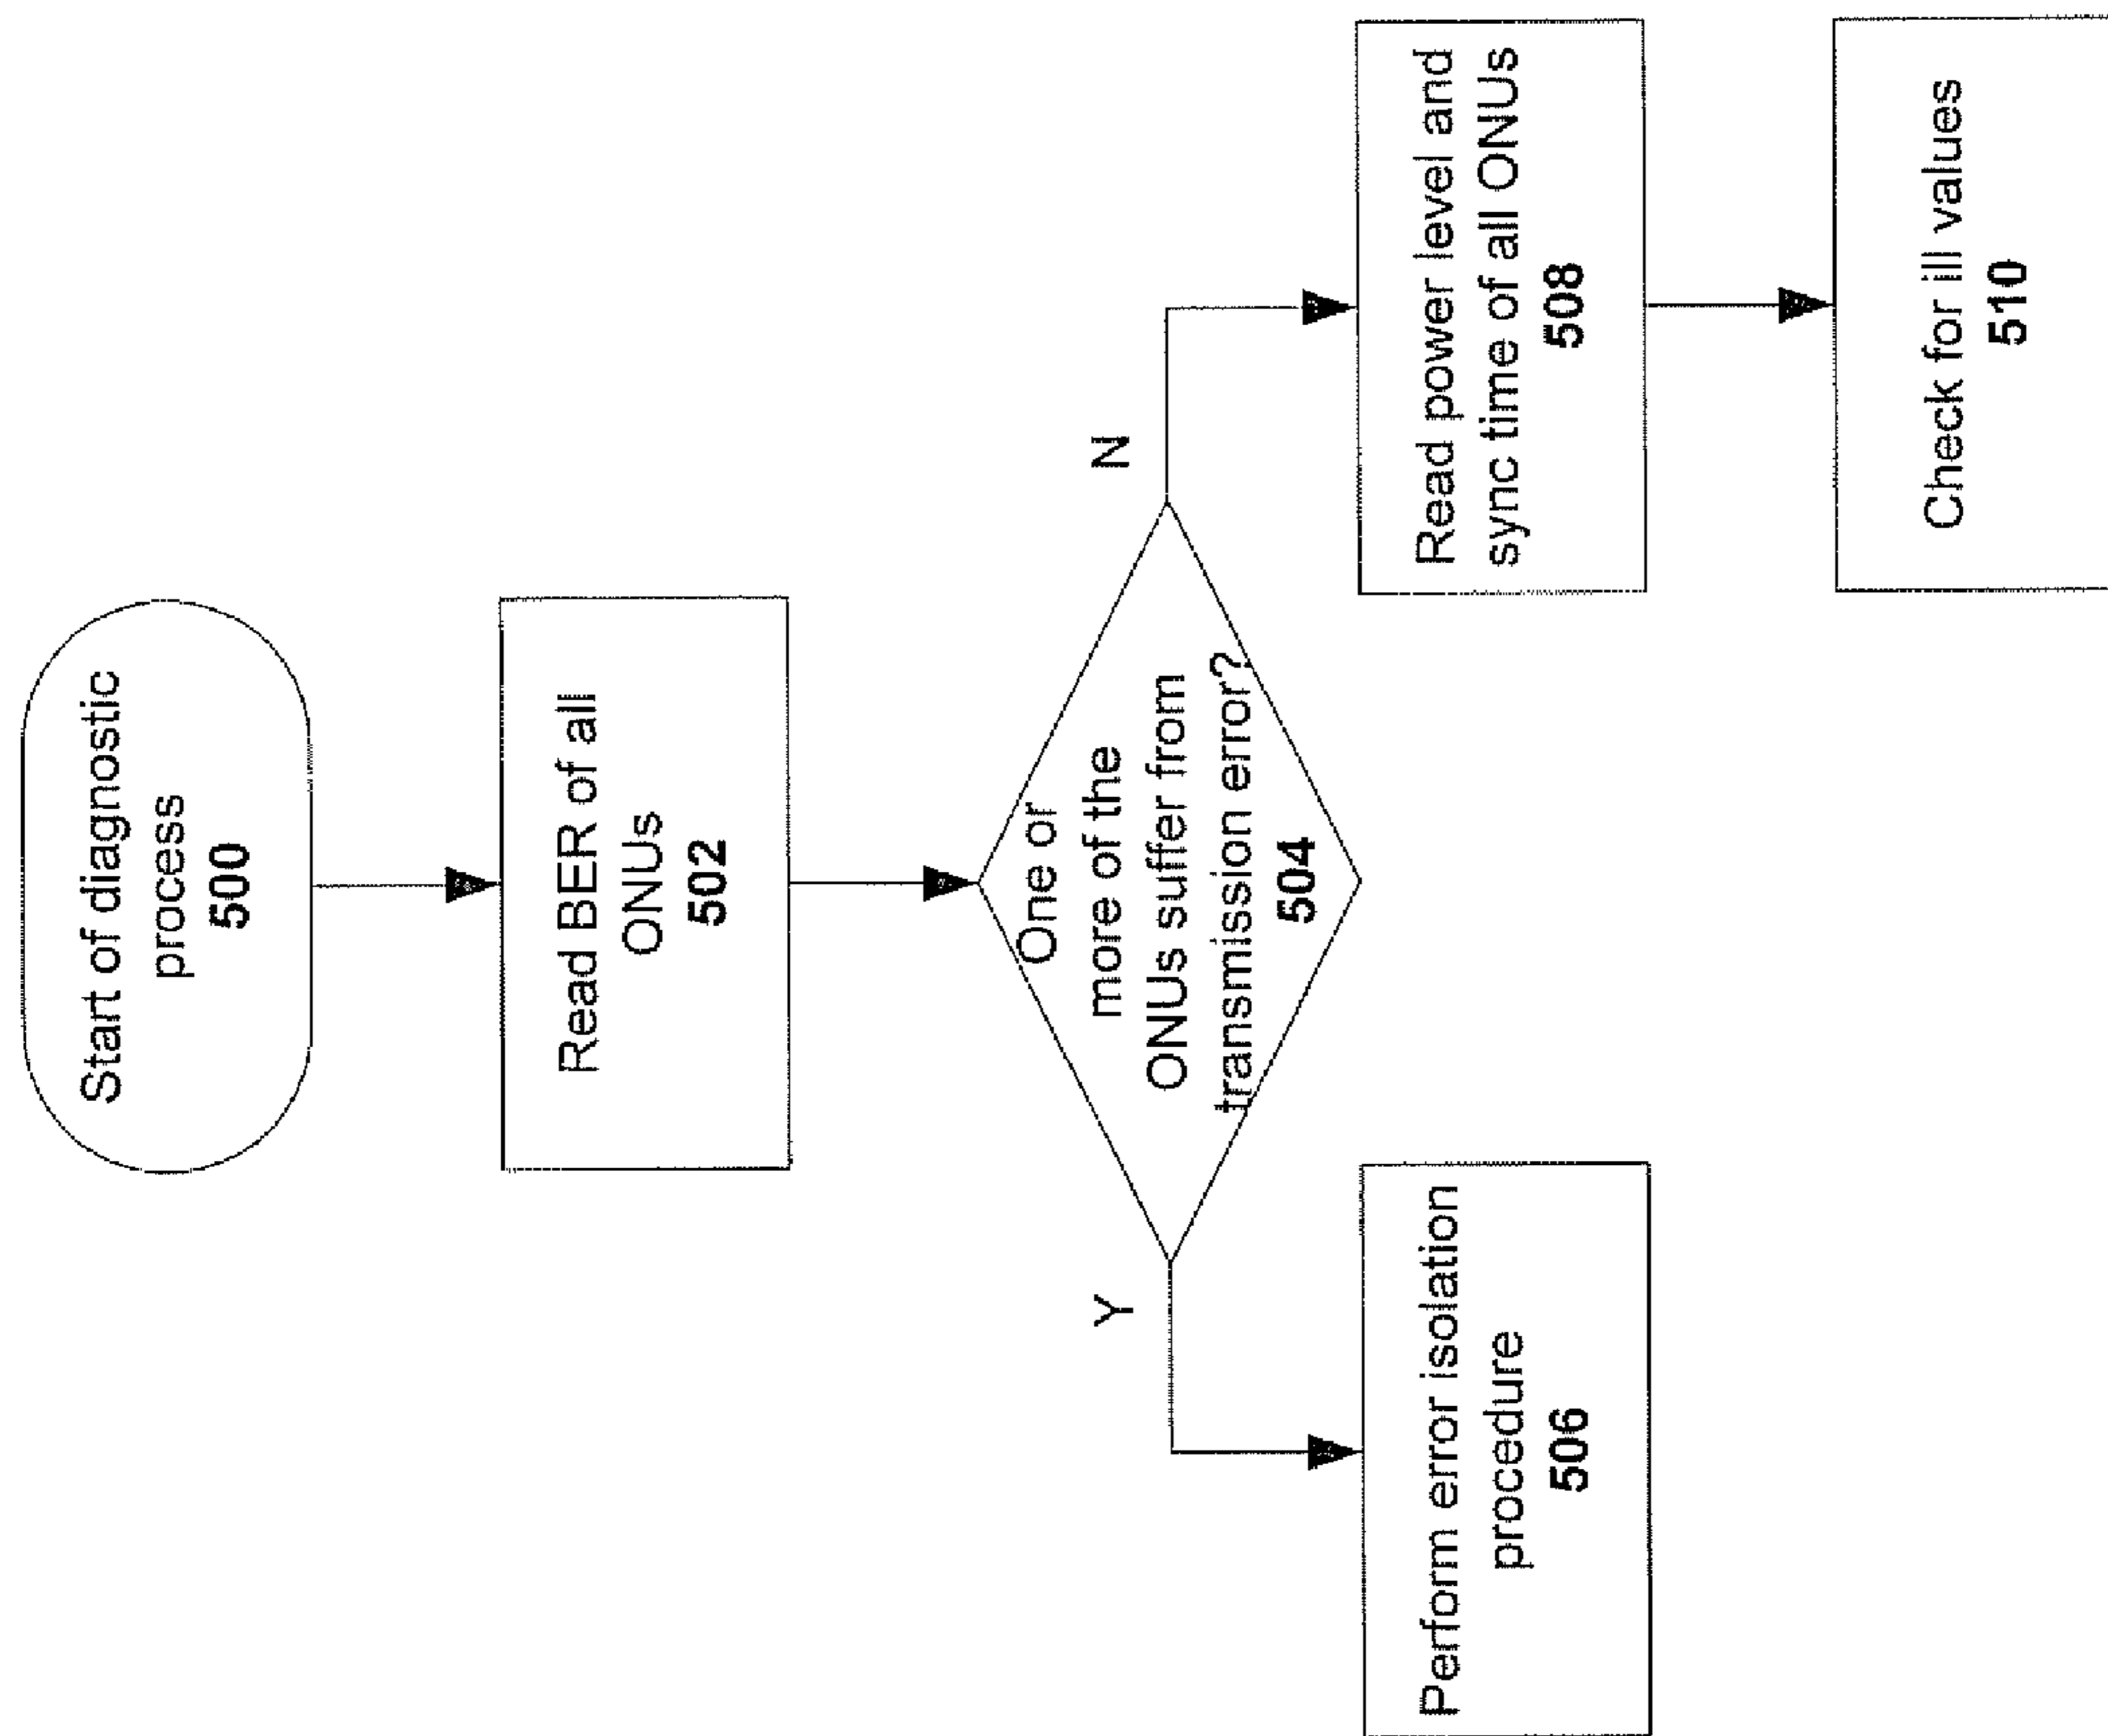 Start of diagnostic
process
500
Read BER of all
ONUs
502
One or
more of the
ONUs suffer from
transmission error?
504
Y
N
Perform error isolation
procedure
506
Read power level and
sync time of all ONUs
508
Check for ill values
510